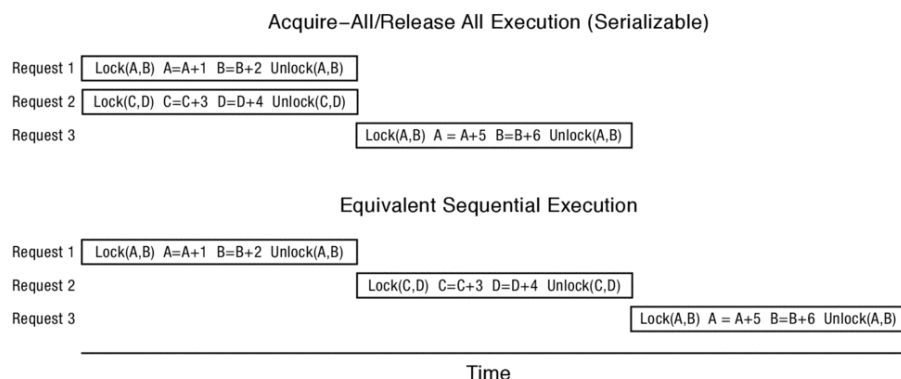 Acquire−All/Release All Execution (Serializable)
Request 1 Lock(A,B) A=A+1 B=B+2 Unlock(A,B)
Request 2 Lock(C,D) C=C+3 D=D+4 Unlock(C,D)
Request 3 Lock(A,B) A = A+5 B=B+6 Unlock(A,B)
Equivalent Sequential Execution
Request 1 Lock(A,B) A=A+1 B=B+2 Unlock(A,B)
Request 2 Lock(C,D) C=C+3 D=D+4 Unlock(C,D)
Request 3 Lock(A,B) A = A+5 B=B+6 Unlock(A,B)
Time